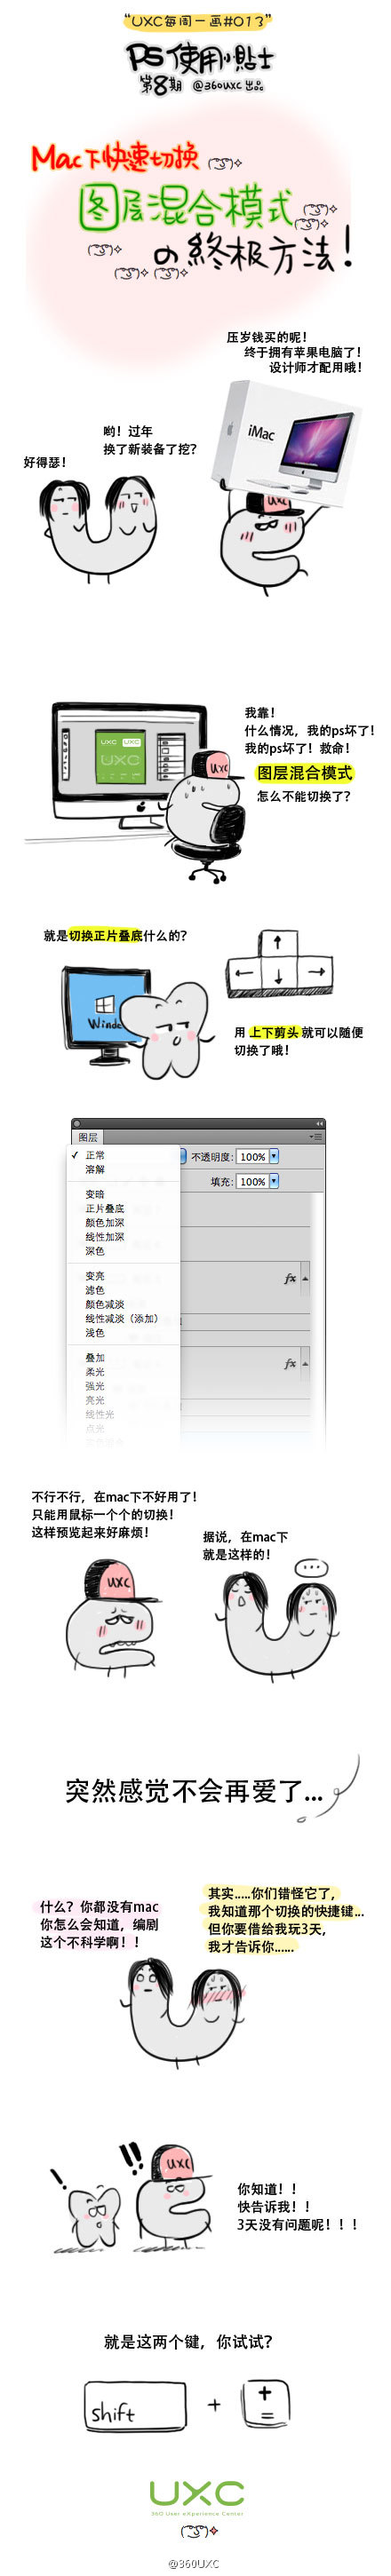 “UXC每周一画#013”
PS使用小贴士
第8期 @360UXC 出品
Mac下快速切换
图层混合模式
の終极方法!
压岁钱买的呢!
终于拥有苹果电脑了!
设计师才配用哦!
哟! 过年
换了新装备了挖?
好得瑟!
iMac
UXC
我靠!
什么情况, 我的ps坏了!
我的ps坏了! 救命!
图层混合模式
怎么不能切换了?
UXC UXC
UXC
UXC
就是切换正片叠底什么的?
用 上下剪头 就可以随便
切换了哦!
图层
✓ 正常
溶解
不透明度: 100%
填充: 100%
变暗
正片叠底
颜色加深
线性加深
深色
变亮
滤色
颜色减淡
线性减淡（添加）
浅色
fx
叠加
柔光
强光
亮光
线性光
点光
fx
不行不行, 在mac下不好用了!
只能用鼠标一个个的切换!
这样预览起来好麻烦!
据说, 在mac下
就是这样的!
...
UXC
突然感觉不会再爱了...
其实.....你们错怪它了,
我知道那个切换的快捷键...
但你要借给我玩3天,
我才告诉你......
什么? 你都没有mac
你怎么会知道, 编剧
这个不科学啊! !
!
!!
UXC
你知道! !
快告诉我! !
3天没有问题呢! ! !
就是这两个键, 你试试?
shift + + =
UXC
360 User eXperience Center
@360UXC